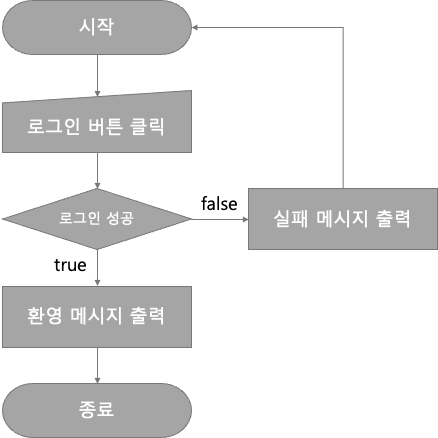 시작
로그인 버튼 클릭
로그인 성공
false
실패 메시지 출력
true
환영 메시지 출력
종료